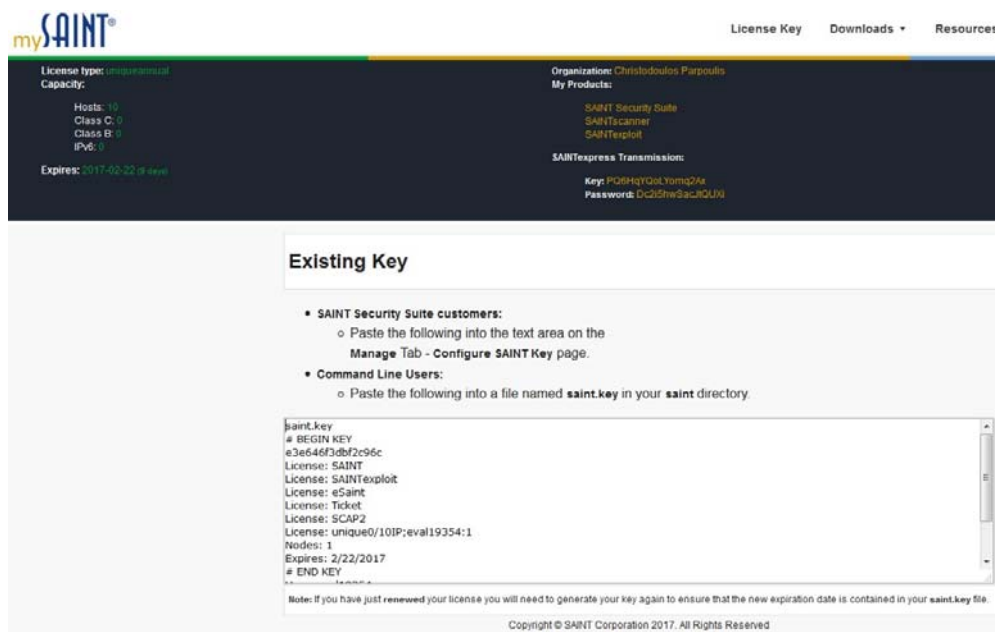 mySAINT®
License Key Downloads Resources
License type: uniqueannual
Capacity:
Hosts: 10
Class C: 0
Class B: 0
IPv6: 0
Expires: 2017-02-22 (9 days)
Organization: Christodoulos Parpoulis
My Products:
SAINT Security Suite
SAINTscanner
SAINTexploit
SAINTexpress Transmission:
Key:
Password:
Existing Key
SAINT Security Suite customers:
Paste the following into the text area on the
Manage Tab - Configure SAINT Key page.
Command Line Users:
Paste the following into a file named saint.key in your saint directory.
saint.key
# BEGIN KEY
e3e646f3dbf2c96c
License: SAINT
License: SAINTexploit
License: eSaint
License: Ticket
License: SCAP2
License: unique0/10IP;eval19354:1
Nodes: 1
Expires: 2/22/2017
# END KEY
Note: If you have just renewed your license you will need to generate your key again to ensure that the new expiration date is contained in your saint.key file.
Copyright © SAINT Corporation 2017. All Rights Reserved